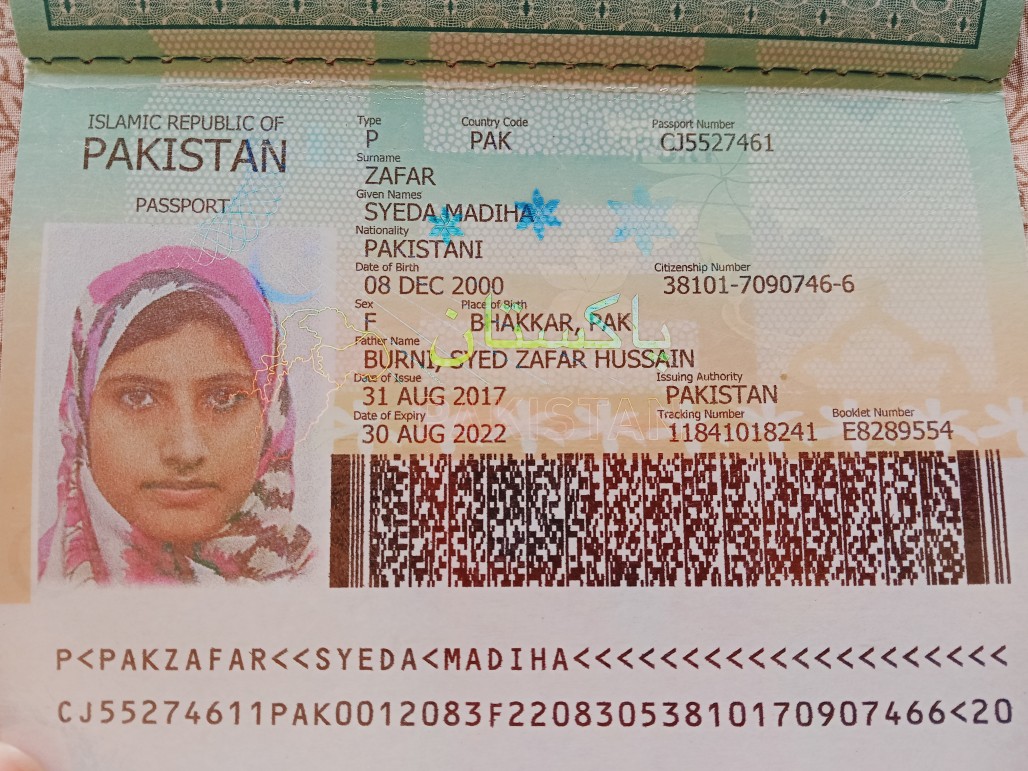 ISLAMIC REPUBLIC OF
PAKISTAN
PASSPORT
Type Country Code Passport Number
P PAK CJ5527461
Surname
ZAFAR
Given Names
SYEDA MADIHA
Nationality
PAKISTANI
Date of Birth Citizenship Number
08 DEC 2000 38101-7090746-6
Sex Place of Birth
F BHAKKAR, PAK
پاکستان
Father Name
BURNI, SYED ZAFAR HUSSAIN
Date of Issue Issuing Authority
31 AUG 2017 PAKISTAN
PAKISTAN
Date of Expiry Tracking Number Booklet Number
30 AUG 2022 11841018241 E8289554
P<PAKZAFAR<<SYEDA<MADIHA<<<<<<<<<<<<<<<<<<<<
CJ55274611PAK0012083F22083053810170907466<20